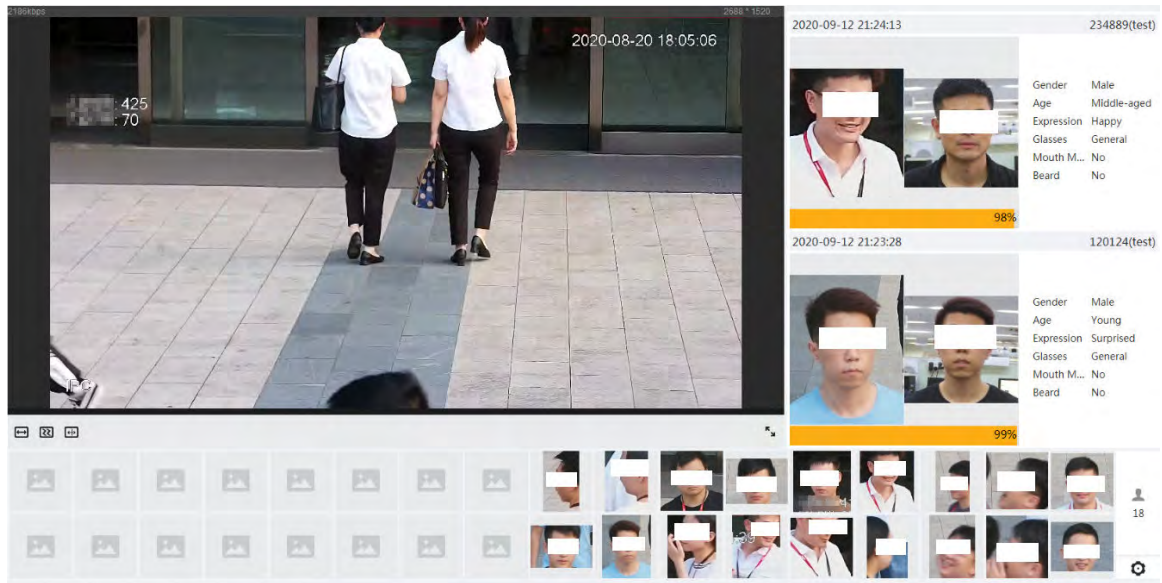 2186kbps
2688 * 1520
2020-08-20 18:05:06
: 425
: 70
IPC
2020-09-12 21:24:13 234889(test)
Gender Male
Age Middle-aged
Expression Happy
Glasses General
Mouth M... No
Beard No
98%
2020-09-12 21:23:28 120124(test)
Gender Male
Age Young
Expression Surprised
Glasses General
Mouth M... No
Beard No
99%
18